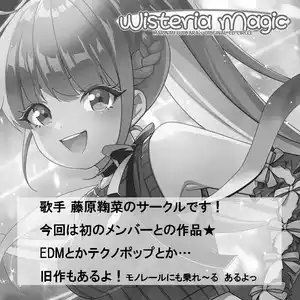 Wisteria Magic
歌手 藤原鞠菜のサークルです！
今回は初のメンバーとの作品★
EDMとかテクノポップとか…
旧作もあるよ！モノレールにも乗れ～る あるよっ